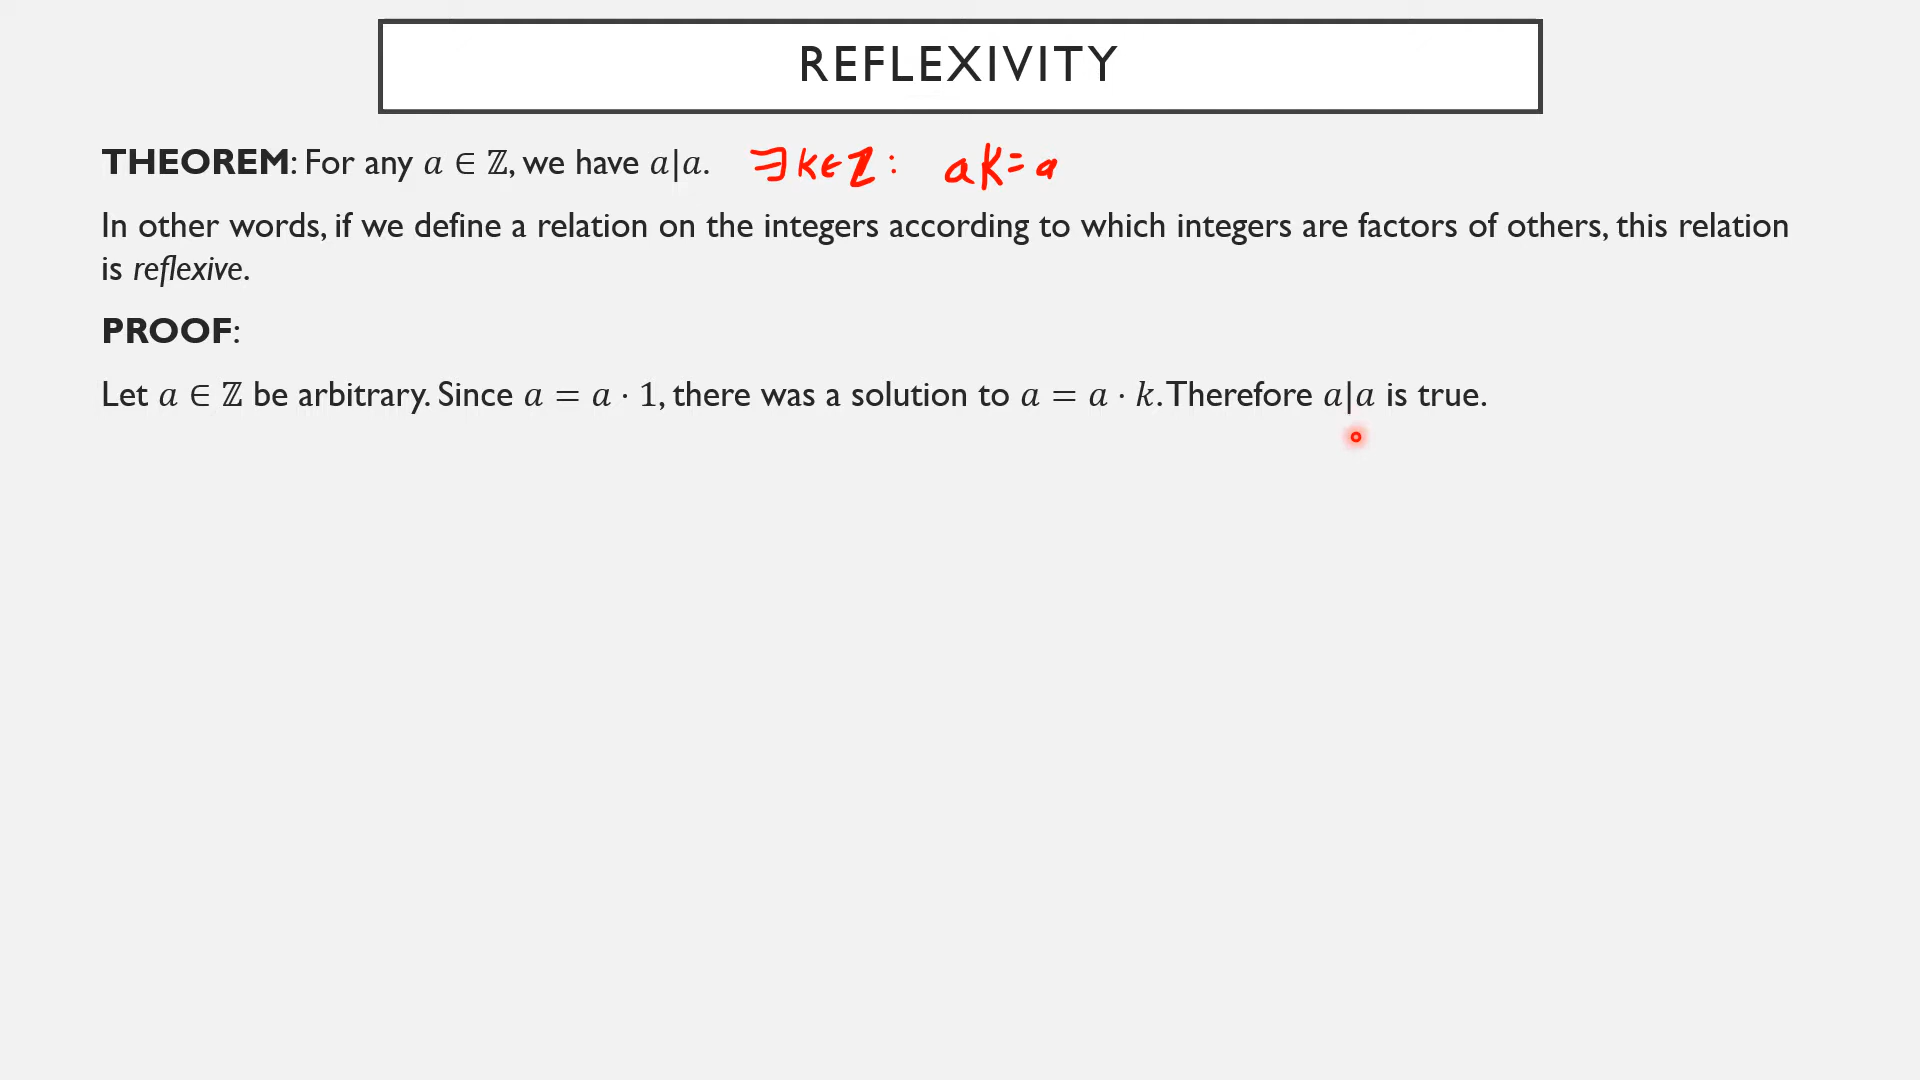 REFLEXIVITY
THEOREM: For any a ∈ ℤ, we have a|a. ∃k∈Z: ak=a
In other words, if we define a relation on the integers according to which integers are factors of others, this relation
is reflexive.
PROOF:
Let a ∈ ℤ be arbitrary. Since a = a · 1, there was a solution to a = a · k. Therefore a|a is true.